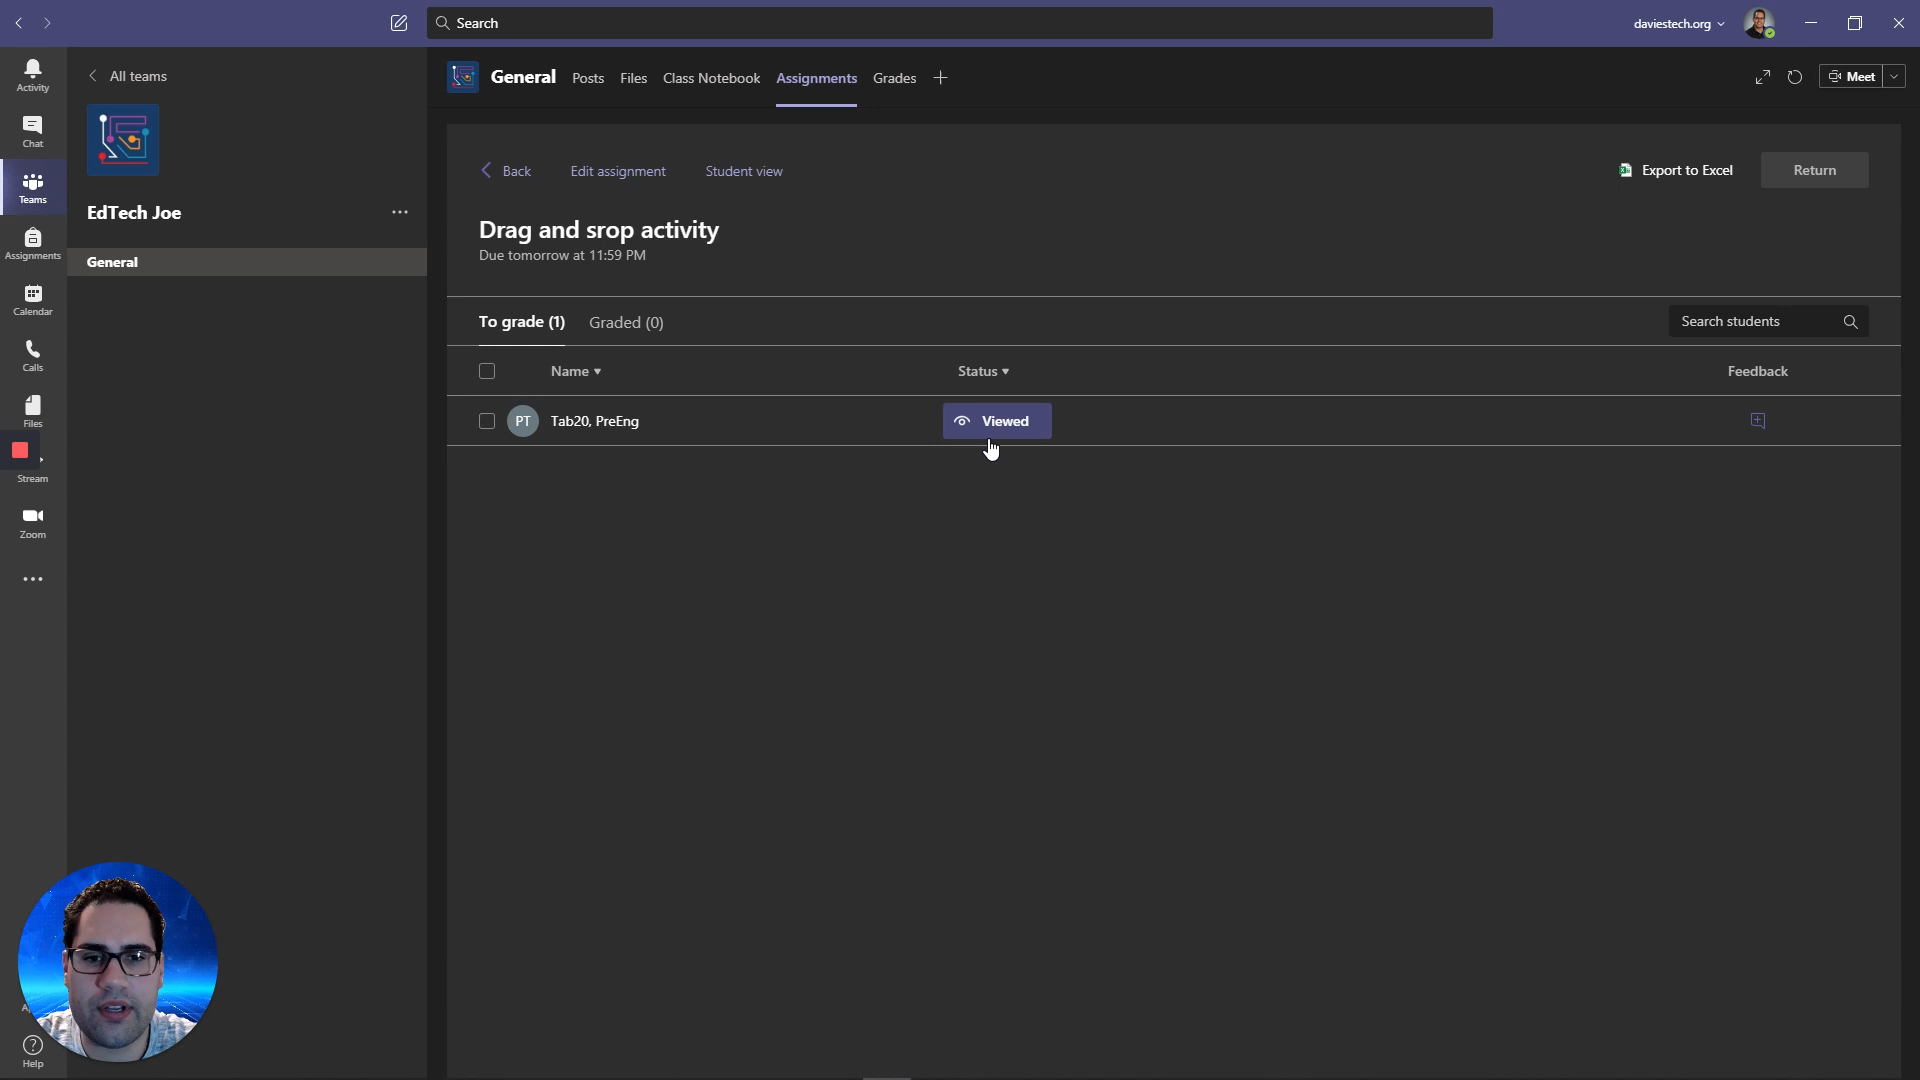 Search
daviestech.org
Activity
Chat
Teams
Assignments
Calendar
Calls
Files
Stream
Zoom
Help
All teams
EdTech Joe
General
General Posts Files Class Notebook Assignments Grades
Meet
Back Edit assignment Student view
Export to Excel Return
Drag and srop activity
Due tomorrow at 11:59 PM
To grade (1) Graded (0)
Search students
Name Status Feedback
PT Tab20, PreEng Viewed